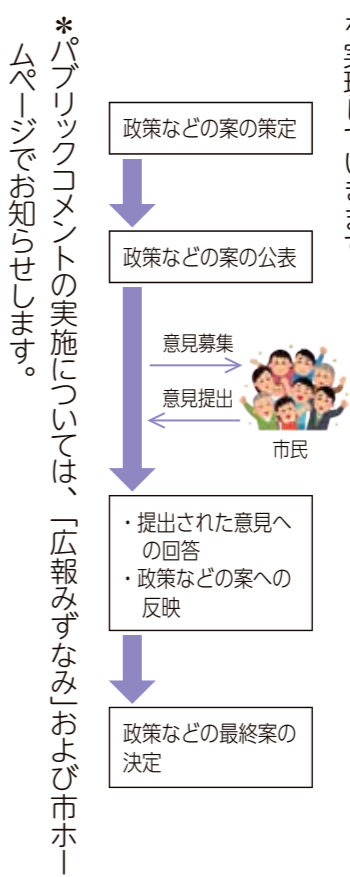 政策などの案の策定
政策などの案の公表
意見募集
意見提出
市民
・提出された意見へ
の回答
・政策などの案への
反映
政策などの最終案の
決定
＊パブリックコメントの実施については、「広報みずなみ」および市ホー
ムページでお知らせします。